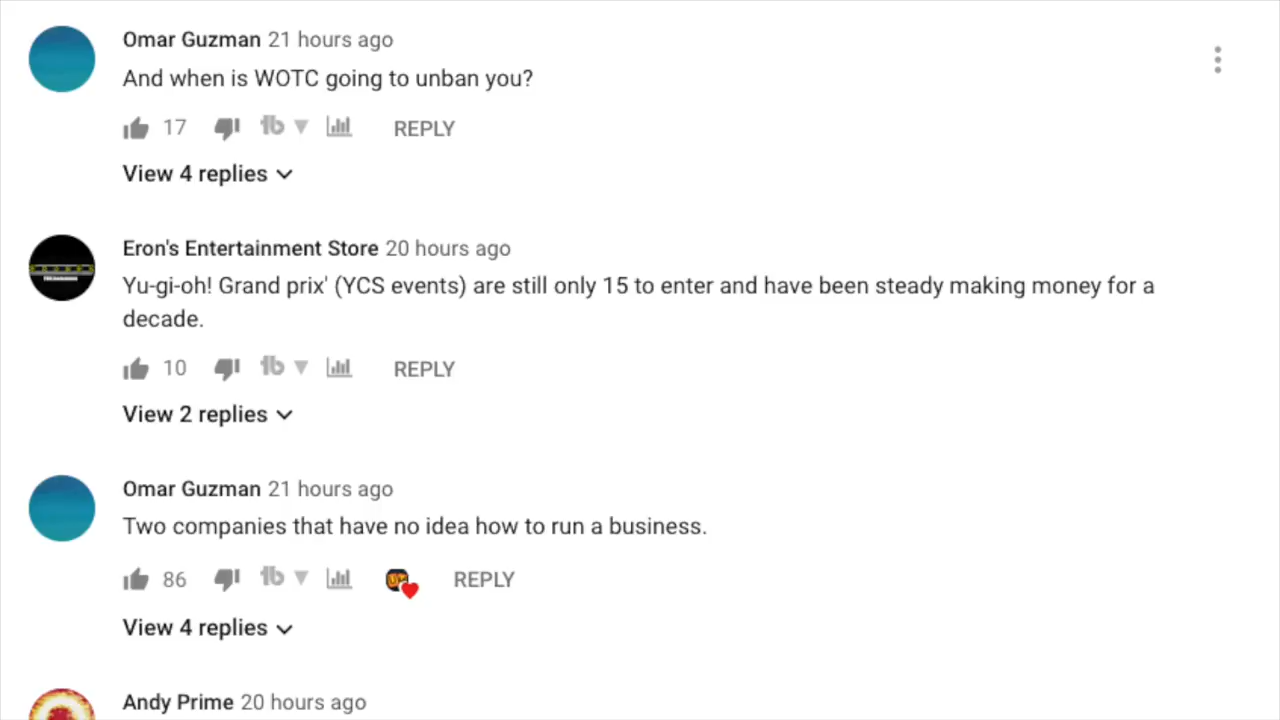 Omar Guzman 21 hours ago
And when is WOTC going to unban you?
17 REPLY
View 4 replies
Eron's Entertainment Store 20 hours ago
Yu-gi-oh! Grand prix' (YCS events) are still only 15 to enter and have been steady making money for a
decade.
10 REPLY
View 2 replies
Omar Guzman 21 hours ago
Two companies that have no idea how to run a business.
86 REPLY
View 4 replies
Andy Prime 20 hours ago